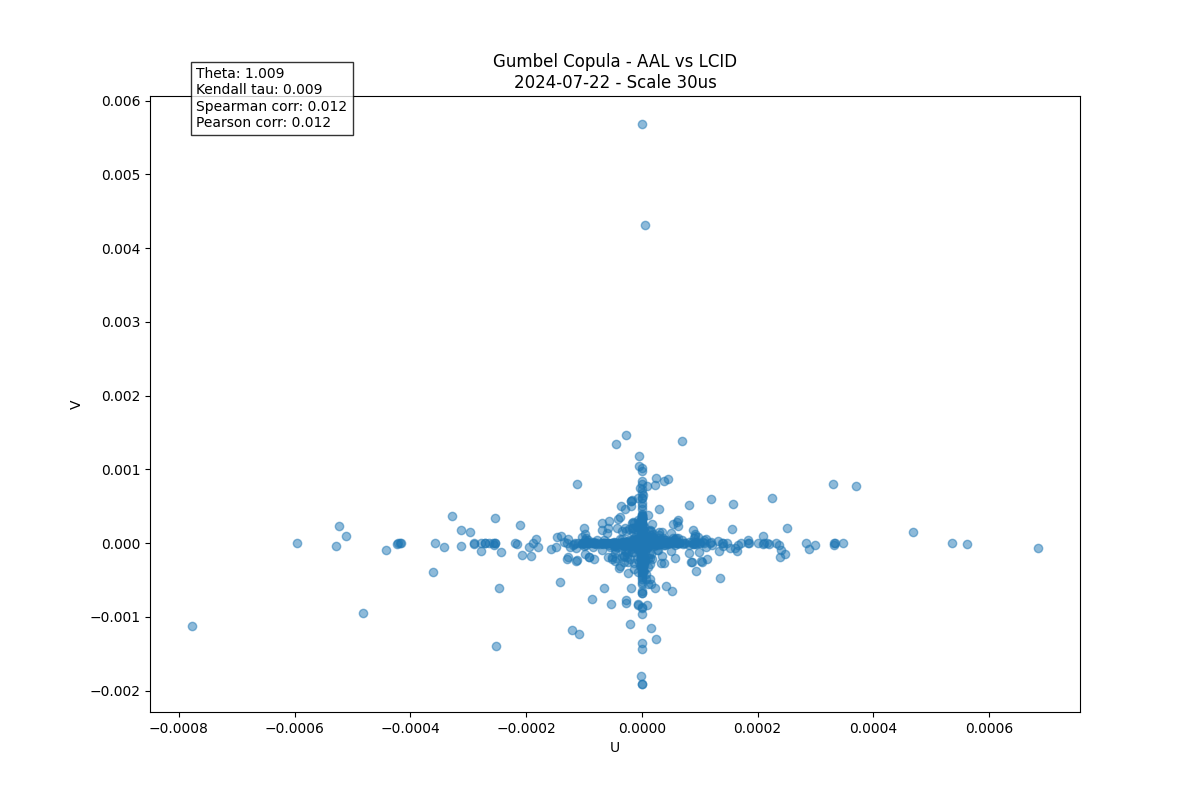 Gumbel Copula - AAL vs LCID
2024-07-22 - Scale 30us
Theta: 1.009
Kendall tau: 0.009
Spearman corr: 0.012
Pearson corr: 0.012
0.006
0.005
0.004
0.003
0.002
0.001
0.000
−0.001
−0.002
V
−0.0008 −0.0006 −0.0004 −0.0002 0.0000 0.0002 0.0004 0.0006
U